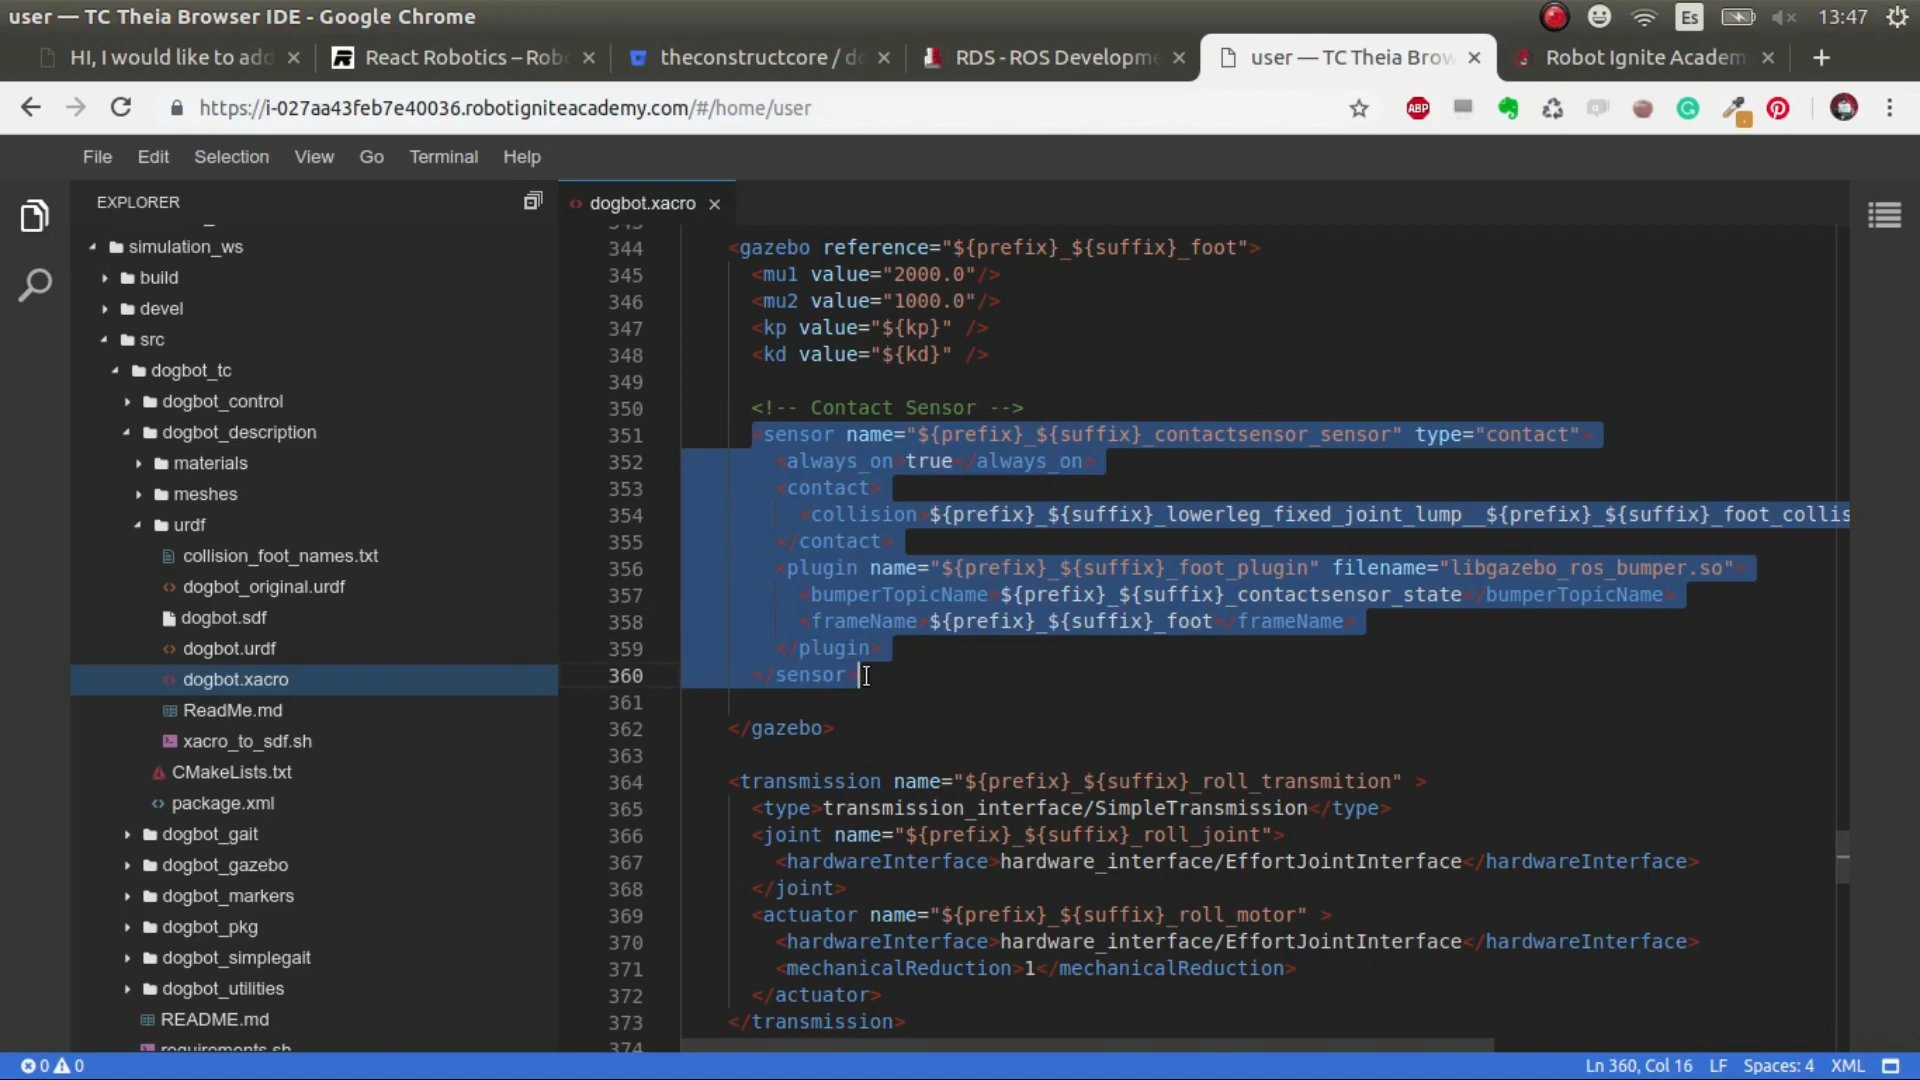 user — TC Theia Browser IDE - Google Chrome
Es
13:47
HI, I would like to add
React Robotics – Rob
theconstructcore / do
RDS - ROS Developme
user — TC Theia Brow
Robot Ignite Academ
https://i-027aa43feb7e40036.robotigniteacademy.com/#/home/user
ABP
File Edit Selection View Go Terminal Help
EXPLORER
simulation_ws
build
devel
src
dogbot_tc
dogbot_control
dogbot_description
materials
meshes
urdf
collision_foot_names.txt
dogbot_original.urdf
dogbot.sdf
dogbot.urdf
dogbot.xacro
ReadMe.md
xacro_to_sdf.sh
CMakeLists.txt
package.xml
dogbot_gait
dogbot_gazebo
dogbot_markers
dogbot_pkg
dogbot_simplegait
dogbot_utilities
README.md
requirements.sh
dogbot.xacro
343
344 <gazebo reference="${prefix}_${suffix}_foot">
345 <mu1 value="2000.0"/>
346 <mu2 value="1000.0"/>
347 <kp value="${kp}" />
348 <kd value="${kd}" />
349
350 <!-- Contact Sensor -->
351 <sensor name="${prefix}_${suffix}_contactsensor_sensor" type="contact">
352 <always_on>true</always_on>
353 <contact>
354 <collision>${prefix}_${suffix}_lowerleg_fixed_joint_lump__${prefix}_${suffix}_foot_collis
355 </contact>
356 <plugin name="${prefix}_${suffix}_foot_plugin" filename="libgazebo_ros_bumper.so">
357 <bumperTopicName>${prefix}_${suffix}_contactsensor_state</bumperTopicName>
358 <frameName>${prefix}_${suffix}_foot</frameName>
359 </plugin>
360 </sensor>
361
362 </gazebo>
363
364 <transmission name="${prefix}_${suffix}_roll_transmition" >
365 <type>transmission_interface/SimpleTransmission</type>
366 <joint name="${prefix}_${suffix}_roll_joint">
367 <hardwareInterface>hardware_interface/EffortJointInterface</hardwareInterface>
368 </joint>
369 <actuator name="${prefix}_${suffix}_roll_motor" >
370 <hardwareInterface>hardware_interface/EffortJointInterface</hardwareInterface>
371 <mechanicalReduction>1</mechanicalReduction>
372 </actuator>
373 </transmission>
374
0 0
Ln 360, Col 16 LF Spaces: 4 XML